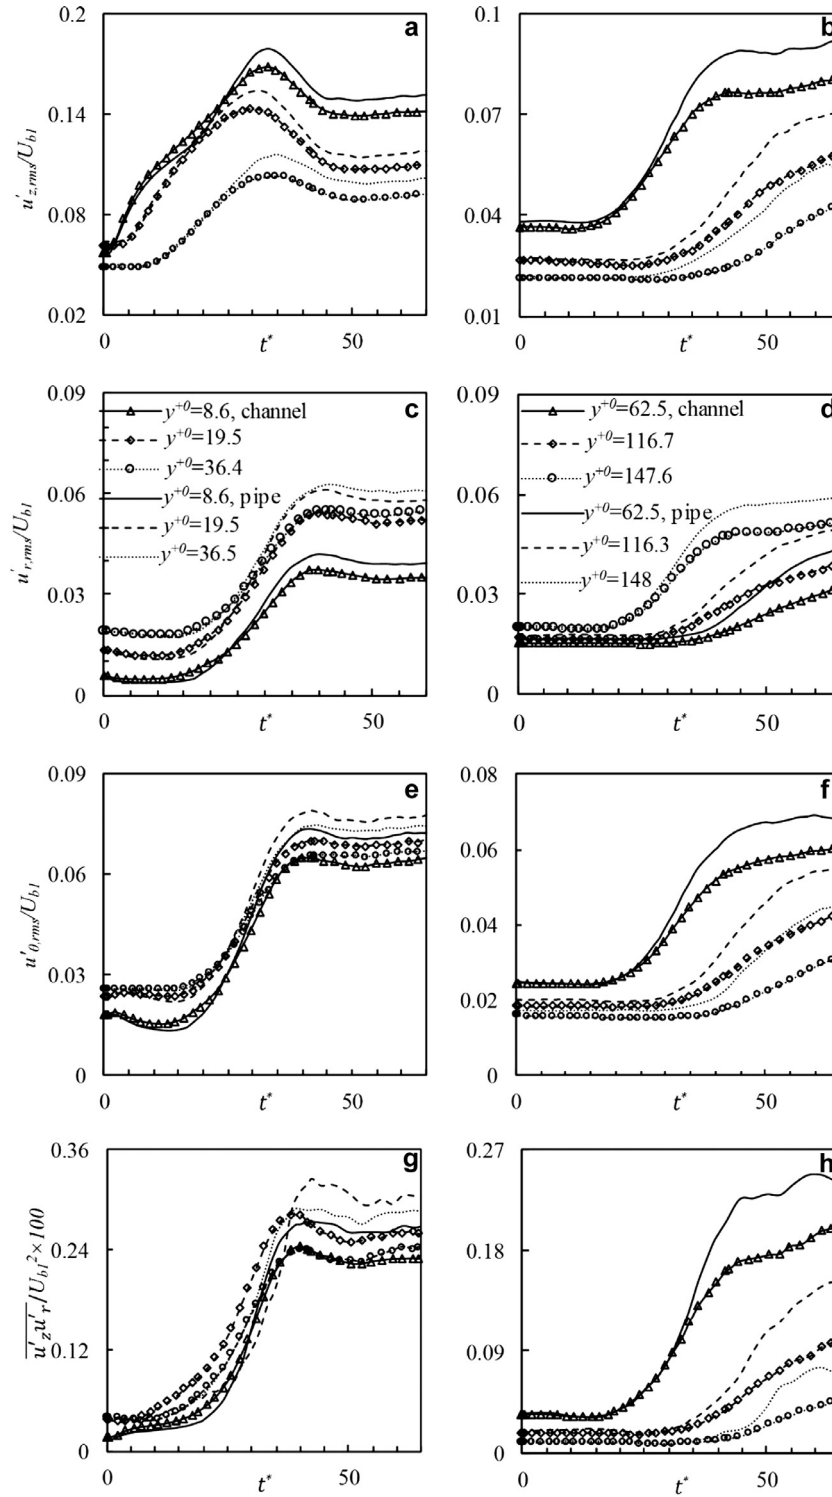 0.2
a
0.14
0.08
0.02
u'z,rms/Ub1
0
t*
50
0.1
b
0.07
0.04
0.01
0
t*
50
0.09
c
0.06
0.03
0
u'r,rms/Ub1
y+0=8.6, channel
y+0=19.5
y+0=36.4
y+0=8.6, pipe
y+0=19.5
y+0=36.5
0
t*
50
0.09
d
0.06
0.03
0
y+0=62.5, channel
y+0=116.7
y+0=147.6
y+0=62.5, pipe
y+0=116.3
y+0=148
0
t*
50
0.09
e
0.06
0.03
0
u'0,rms/Ub1
0
t*
50
0.08
f
0.06
0.04
0.02
0
0
t*
50
0.36
g
0.24
0.12
0
u'zu'r/Ub1²×100
0
t*
50
0.27
h
0.18
0.09
0
0
t*
50